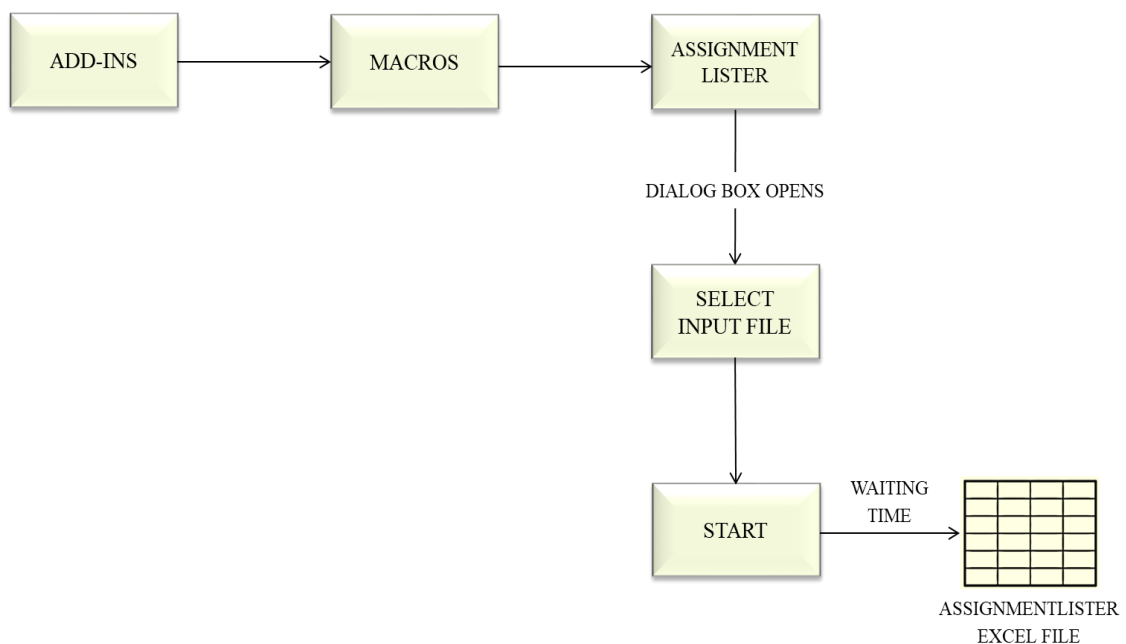 ADD-INS
MACROS
ASSIGNMENT
LISTER
DIALOG BOX OPENS
SELECT
INPUT FILE
START
WAITING
TIME
ASSIGNMENTLISTER
EXCEL FILE